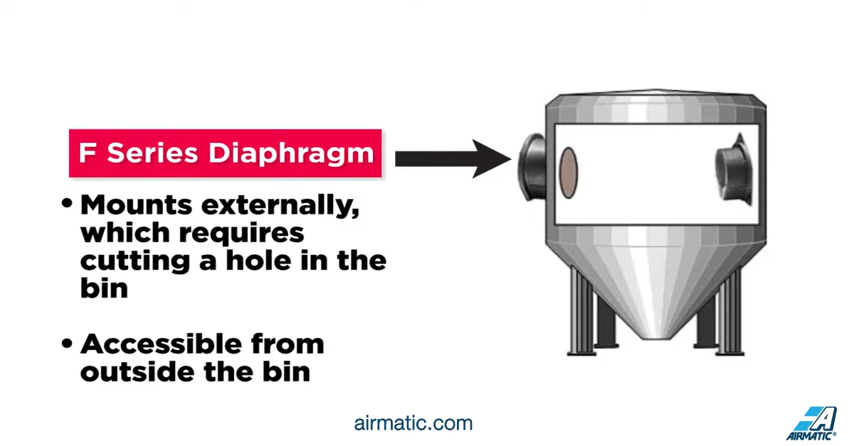 F Series Diaphragm
• Mounts externally,
which requires
cutting a hole in the
bin
• Accessible from
outside the bin
airmatic.com
AIRMATIC®